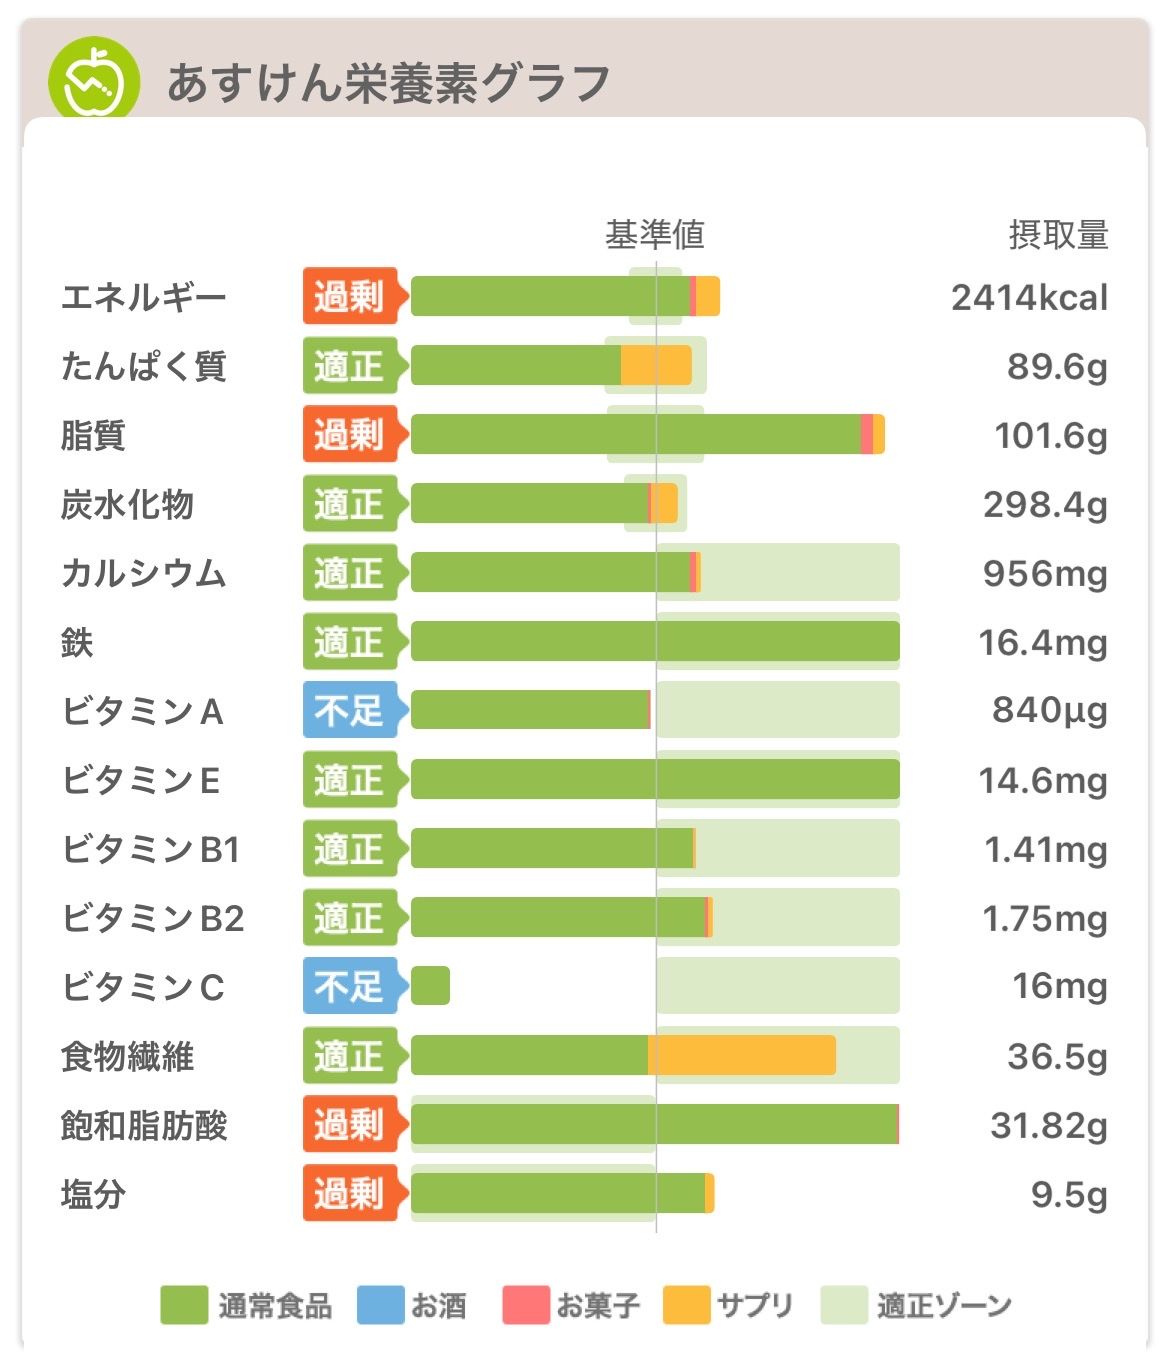 あすけん栄養素グラフ
基準値 摂取量
エネルギー 過剰 2414kcal
たんぱく質 適正 89.6g
脂質 過剰 101.6g
炭水化物 適正 298.4g
カルシウム 適正 956mg
鉄 適正 16.4mg
ビタミンA 不足 840μg
ビタミンE 適正 14.6mg
ビタミンB1 適正 1.41mg
ビタミンB2 適正 1.75mg
ビタミンC 不足 16mg
食物繊維 適正 36.5g
飽和脂肪酸 過剰 31.82g
塩分 過剰 9.5g
通常食品 お酒 お菓子 サプリ 適正ゾーン